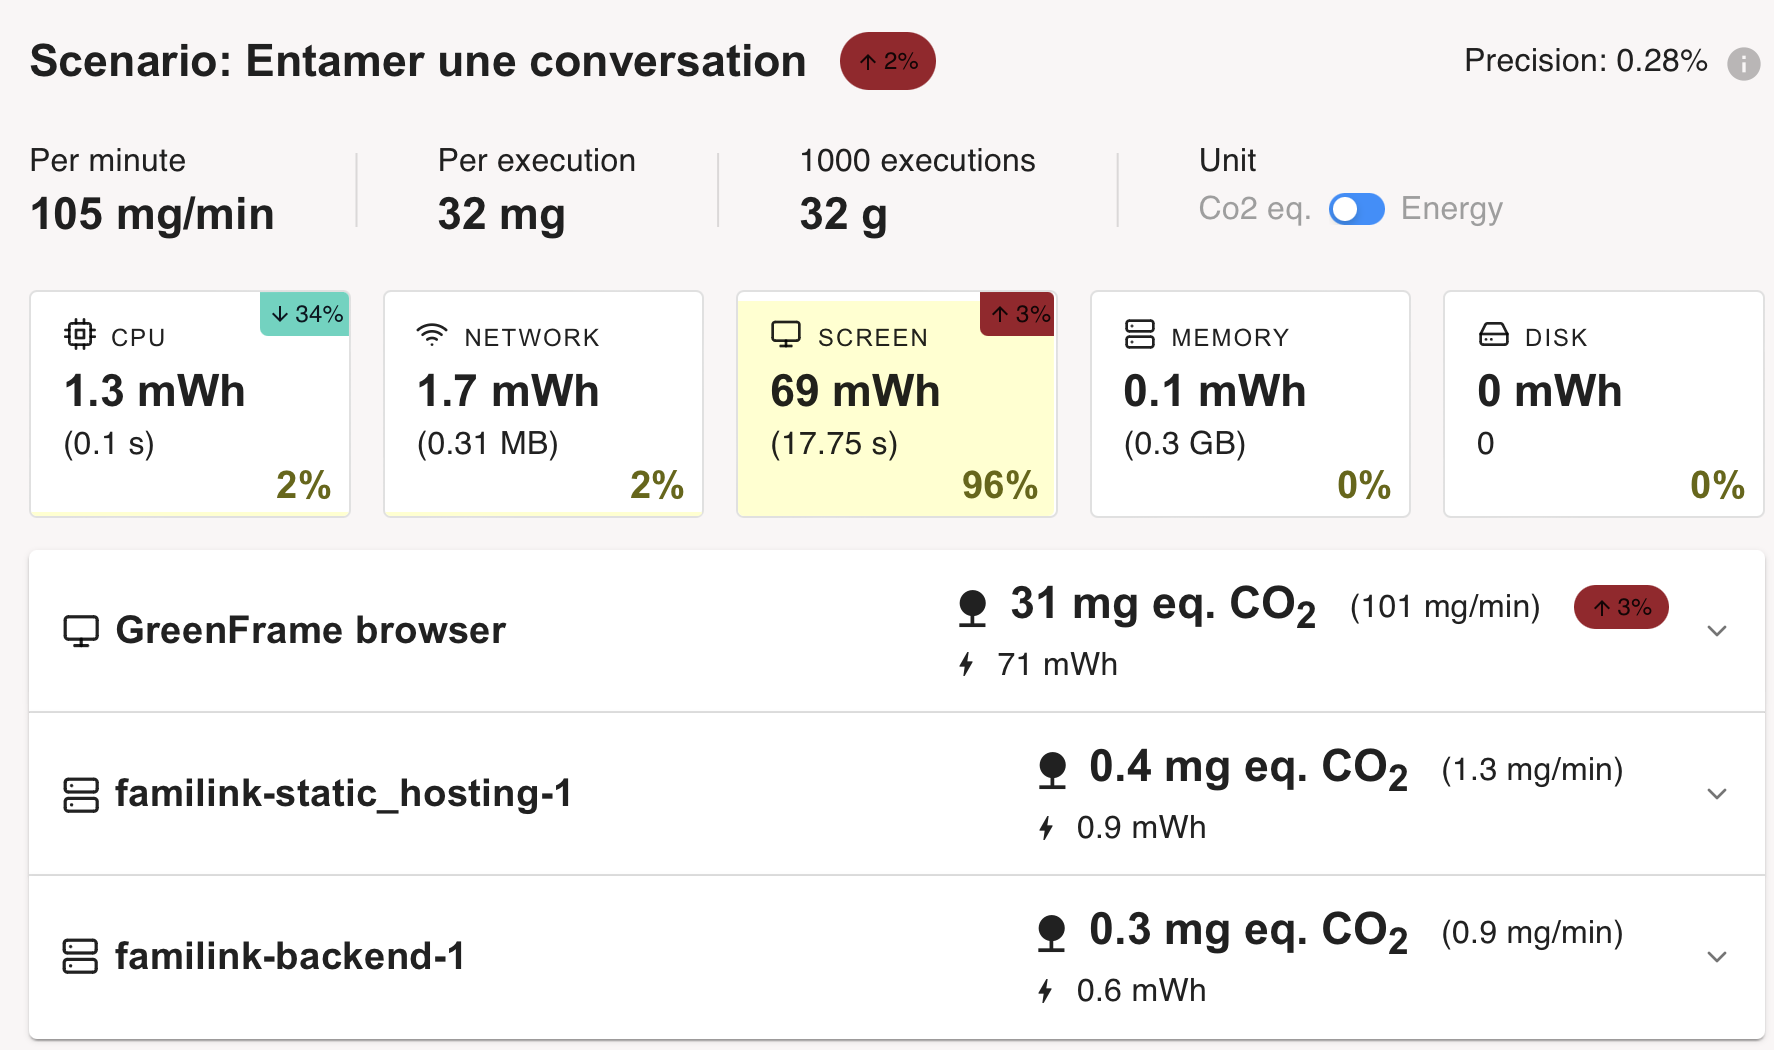 Scenario: Entamer une conversation
↑ 2%
Precision: 0.28%
Per minute
105 mg/min
Per execution
32 mg
1000 executions
32 g
Unit
Co2 eq.
Energy
CPU
↓ 34%
1.3 mWh
(0.1 s)
2%
NETWORK
1.7 mWh
(0.31 MB)
2%
SCREEN
↑ 3%
69 mWh
(17.75 s)
96%
MEMORY
0.1 mWh
(0.3 GB)
0%
DISK
0 mWh
0
0%
GreenFrame browser
31 mg eq. CO₂ (101 mg/min)
↑ 3%
71 mWh
familink-static_hosting-1
0.4 mg eq. CO₂ (1.3 mg/min)
0.9 mWh
familink-backend-1
0.3 mg eq. CO₂ (0.9 mg/min)
0.6 mWh